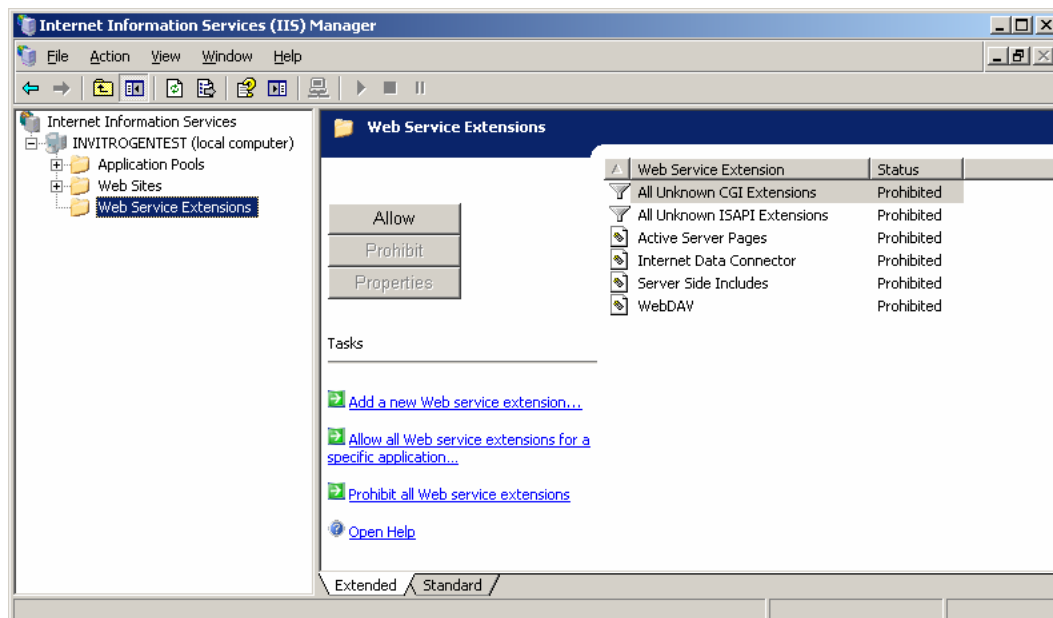 Internet Information Services (IIS) Manager
File Action View Window Help
Internet Information Services
INVITROGENTEST (local computer)
Application Pools
Web Sites
Web Service Extensions
Web Service Extensions
Allow
Prohibit
Properties
Tasks
Add a new Web service extension...
Allow all Web service extensions for a
specific application...
Prohibit all Web service extensions
Open Help
Web Service Extension Status
All Unknown CGI Extensions Prohibited
All Unknown ISAPI Extensions Prohibited
Active Server Pages Prohibited
Internet Data Connector Prohibited
Server Side Includes Prohibited
WebDAV Prohibited
Extended Standard